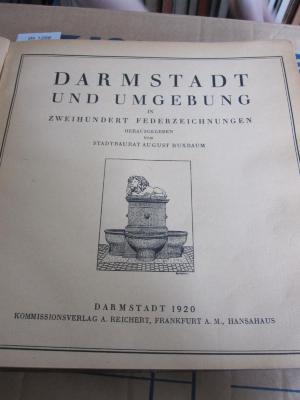 DARMSTADT
UND UMGEBUNG
IN
ZWEIHUNDERT FEDERZEICHNUNGEN
HERAUSGEGEBEN
VON
STADTBAURAT AUGUST BUXBAUM
DARMSTADT 1920
KOMMISSIONSVERLAG A. REICHERT, FRANKFURT A. M., HANSAHAUS